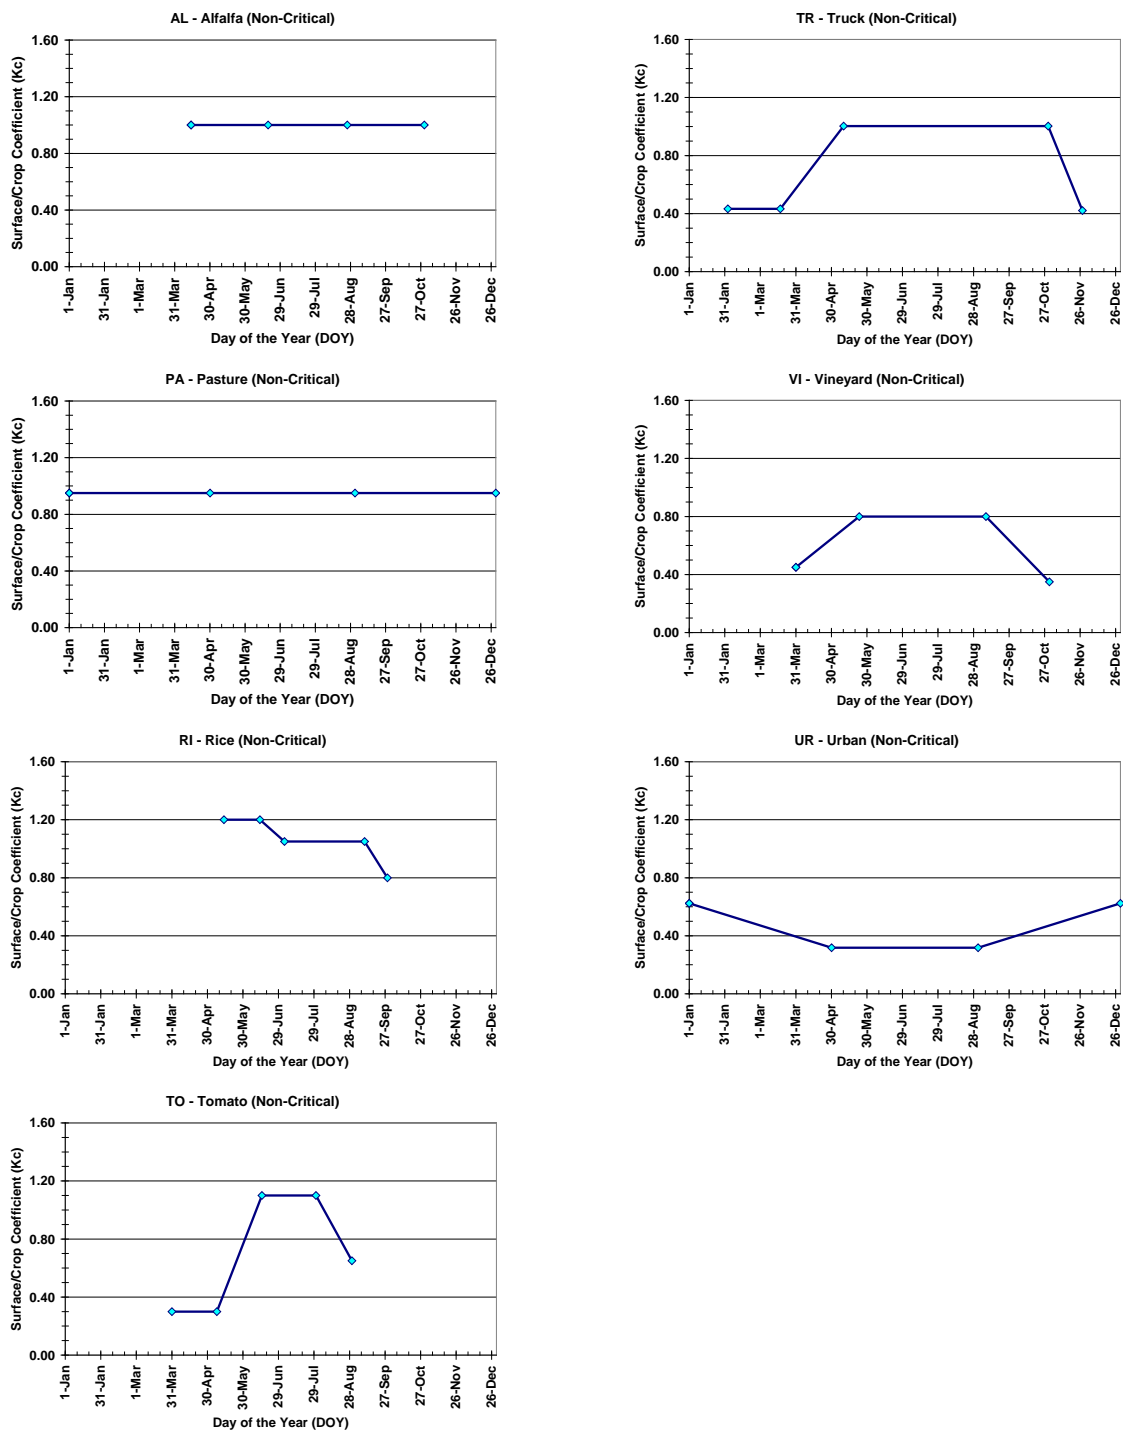 AL - Alfalfa (Non-Critical)
Surface/Crop Coefficient (Kc)
1.60
1.20
0.80
0.40
0.00
1-Jan
31-Jan
1-Mar
31-Mar
30-Apr
30-May
29-Jun
29-Jul
28-Aug
27-Sep
27-Oct
26-Nov
26-Dec
Day of the Year (DOY)
TR - Truck (Non-Critical)
Surface/Crop Coefficient (Kc)
1.60
1.20
0.80
0.40
0.00
1-Jan
31-Jan
1-Mar
31-Mar
30-Apr
30-May
29-Jun
29-Jul
28-Aug
27-Sep
27-Oct
26-Nov
26-Dec
Day of the Year (DOY)
PA - Pasture (Non-Critical)
Surface/Crop Coefficient (Kc)
1.60
1.20
0.80
0.40
0.00
1-Jan
31-Jan
1-Mar
31-Mar
30-Apr
30-May
29-Jun
29-Jul
28-Aug
27-Sep
27-Oct
26-Nov
26-Dec
Day of the Year (DOY)
VI - Vineyard (Non-Critical)
Surface/Crop Coefficient (Kc)
1.60
1.20
0.80
0.40
0.00
1-Jan
31-Jan
1-Mar
31-Mar
30-Apr
30-May
29-Jun
29-Jul
28-Aug
27-Sep
27-Oct
26-Nov
26-Dec
Day of the Year (DOY)
RI - Rice (Non-Critical)
Surface/Crop Coefficient (Kc)
1.60
1.20
0.80
0.40
0.00
1-Jan
31-Jan
1-Mar
31-Mar
30-Apr
30-May
29-Jun
29-Jul
28-Aug
27-Sep
27-Oct
26-Nov
26-Dec
Day of the Year (DOY)
UR - Urban (Non-Critical)
Surface/Crop Coefficient (Kc)
1.60
1.20
0.80
0.40
0.00
1-Jan
31-Jan
1-Mar
31-Mar
30-Apr
30-May
29-Jun
29-Jul
28-Aug
27-Sep
27-Oct
26-Nov
26-Dec
Day of the Year (DOY)
TO - Tomato (Non-Critical)
Surface/Crop Coefficient (Kc)
1.60
1.20
0.80
0.40
0.00
1-Jan
31-Jan
1-Mar
31-Mar
30-Apr
30-May
29-Jun
29-Jul
28-Aug
27-Sep
27-Oct
26-Nov
26-Dec
Day of the Year (DOY)